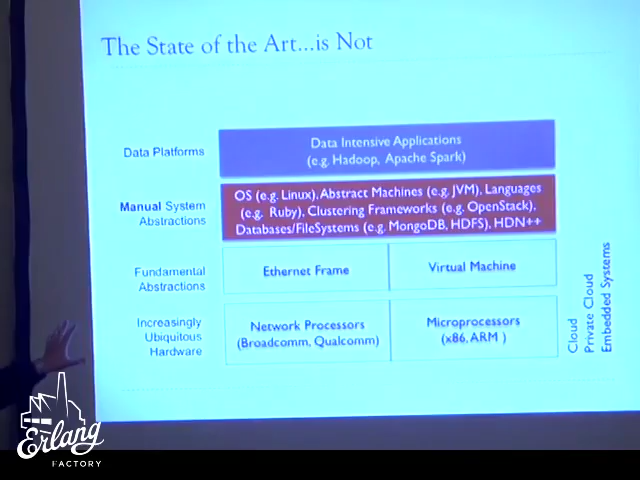 The State of the Art...is Not
Data Platforms
Data Intensive Applications
(e.g. Hadoop, Apache Spark)
Manual System
Abstractions
OS (e.g. Linux), Abstract Machines (e.g. JVM), Languages
(e.g. Ruby), Clustering Frameworks (e.g. OpenStack),
Databases/FileSystems (e.g. MongoDB, HDFS), HDN++
Fundamental
Abstractions
Ethernet Frame
Virtual Machine
Increasingly
Ubiquitous
Hardware
Network Processors
(Broadcomm, Qualcomm)
Microprocessors
(x86, ARM )
Cloud
Private Cloud
Embedded Systems
Erlang
FACTORY